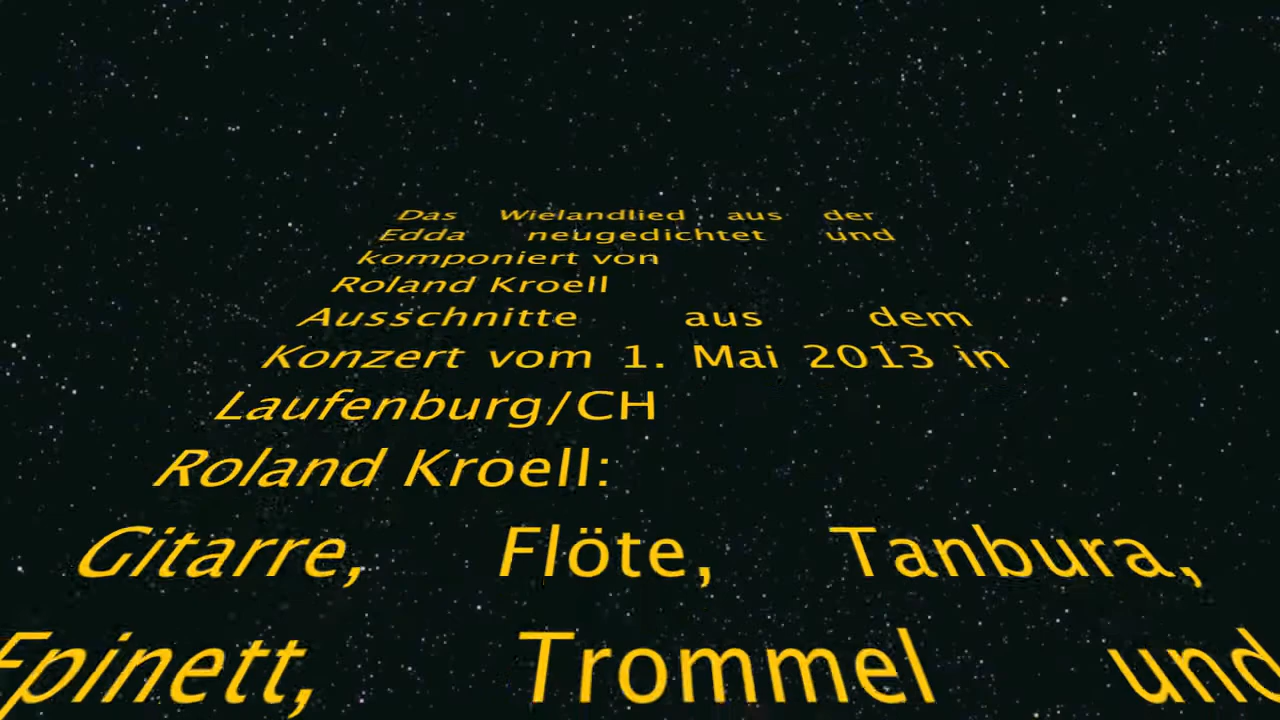 Das Wielandlied aus der
Edda neugedichtet und
komponiert von
Roland Kroell
Ausschnitte aus dem
Konzert vom 1. Mai 2013 in
Laufenburg/CH
Roland Kroell:
Gitarre, Flöte, Tanbura,
Epinett, Trommel und